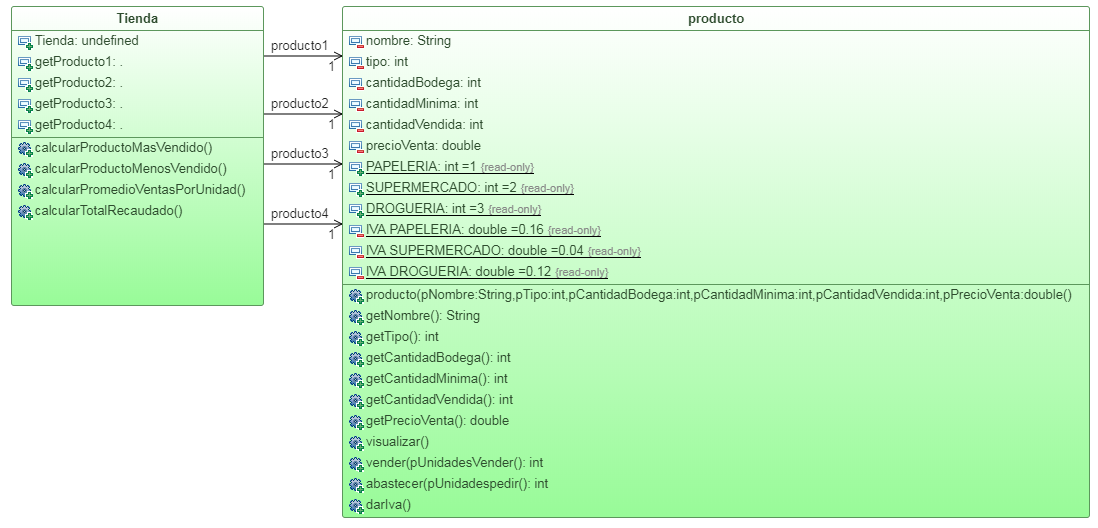 Tienda
Tienda: undefined
getProducto1: .
getProducto2: .
getProducto3: .
getProducto4: .
calcularProductoMasVendido()
calcularProductoMenosVendido()
calcularPromedioVentasPorUnidad()
calcularTotalRecaudado()
producto1
1
producto2
1
producto3
1
producto4
1
producto
nombre: String
tipo: int
cantidadBodega: int
cantidadMinima: int
cantidadVendida: int
precioVenta: double
PAPELERIA: int =1 {read-only}
SUPERMERCADO: int =2 {read-only}
DROGUERIA: int =3 {read-only}
IVA PAPELERIA: double =0.16 {read-only}
IVA SUPERMERCADO: double =0.04 {read-only}
IVA DROGUERIA: double =0.12 {read-only}
producto(pNombre:String,pTipo:int,pCantidadBodega:int,pCantidadMinima:int,pCantidadVendida:int,pPrecioVenta:double()
getNombre(): String
getTipo(): int
getCantidadBodega(): int
getCantidadMinima(): int
getCantidadVendida(): int
getPrecioVenta(): double
visualizar()
vender(pUnidadesVender(): int
abastecer(pUnidadespedir(): int
darIva()